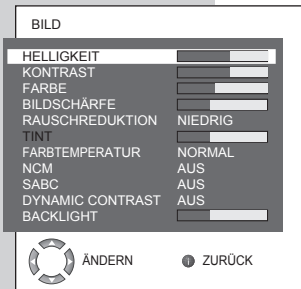 BILD
HELLIGKEIT
KONTRAST
FARBE
BILDSCHÄRFE
RAUSCHREDUKTION NIEDRIG
TINT
FARBTEMPERATUR NORMAL
NCM AUS
SABC AUS
DYNAMIC CONTRAST AUS
BACKLIGHT
ÄNDERN i ZURÜCK